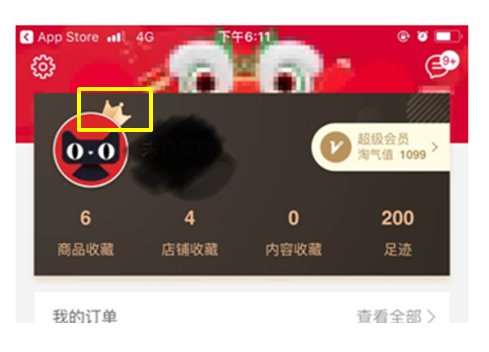 App Store 4G 下午6:11
9+
超级会员
淘气值 1099
6 4 0 200
商品收藏 店铺收藏 内容收藏 足迹
我的订单 查看全部